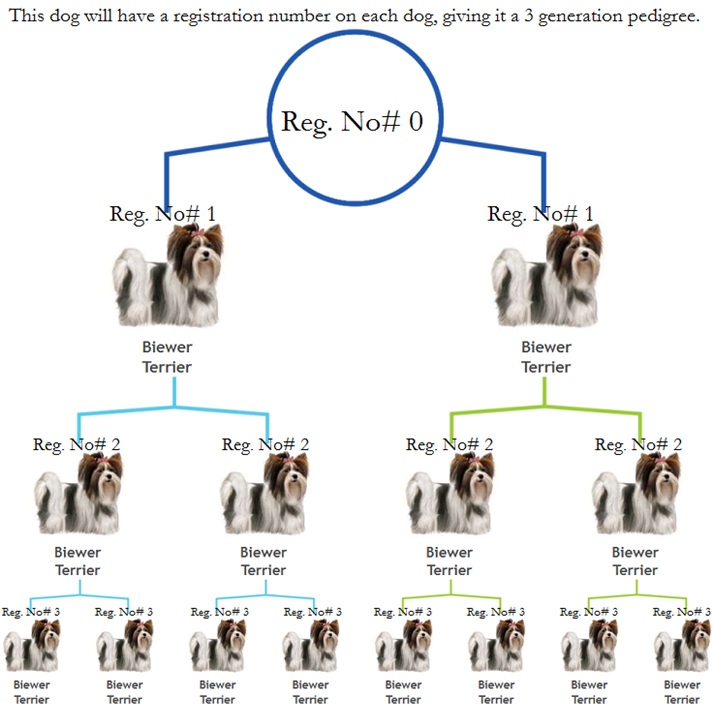 This dog will have a registration number on each dog, giving it a 3 generation pedigree.
Reg. No# 0
Reg. No# 1 Reg. No# 1
Biewer Biewer
Terrier Terrier
Reg. No# 2 Reg. No# 2 Reg. No# 2 Reg. No# 2
Biewer Biewer Biewer Biewer
Terrier Terrier Terrier Terrier
Reg. No# 3 Reg. No# 3 Reg. No# 3 Reg. No# 3 Reg. No# 3 Reg. No# 3 Reg. No# 3 Reg. No# 3
Biewer Biewer Biewer Biewer Biewer Biewer Biewer Biewer
Terrier Terrier Terrier Terrier Terrier Terrier Terrier Terrier